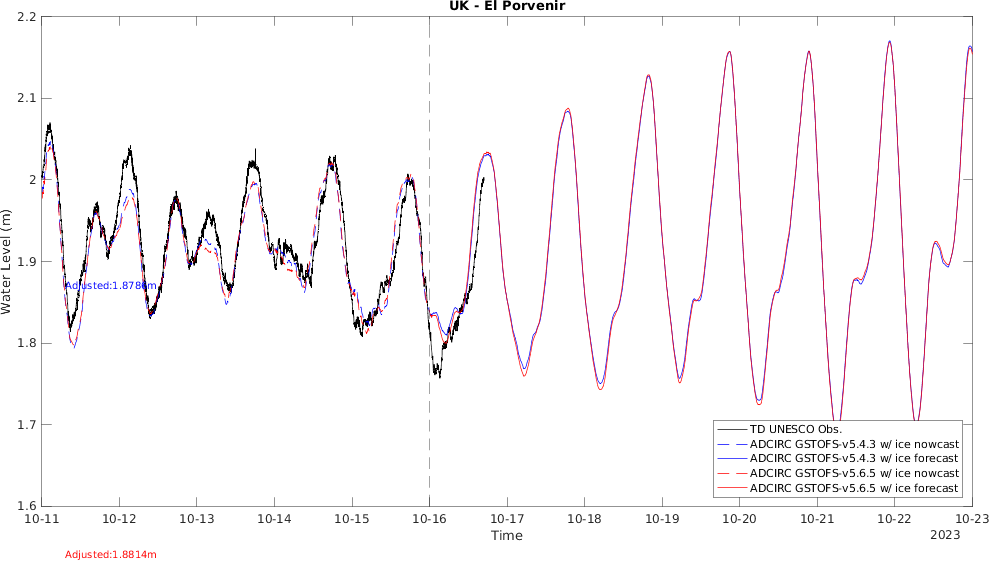 UK - El Porvenir
2.2
2.1
2
1.9
1.8
1.7
1.6
Water Level (m)
Adjusted:1.8786m
TD UNESCO Obs.
ADCIRC GSTOFS-v5.4.3 w/ ice nowcast
ADCIRC GSTOFS-v5.4.3 w/ ice forecast
ADCIRC GSTOFS-v5.6.5 w/ ice nowcast
ADCIRC GSTOFS-v5.6.5 w/ ice forecast
10-11 10-12 10-13 10-14 10-15 10-16 10-17 10-18 10-19 10-20 10-21 10-22 10-23
Time
2023
Adjusted:1.8814m